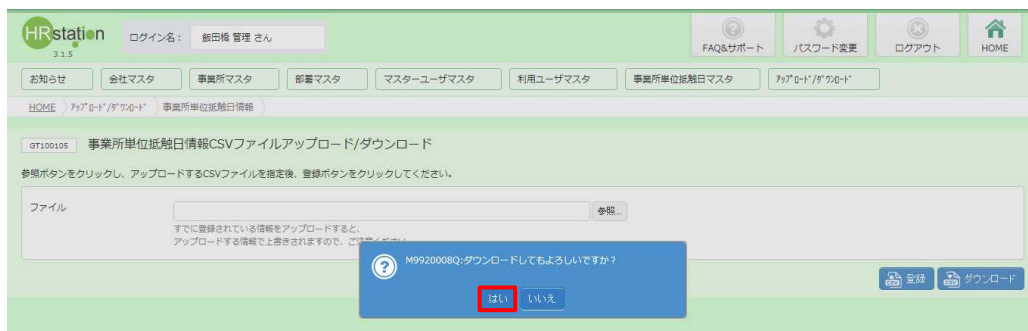 HRstation
3.1.5
ログイン名： 飯田橋 管理 さん
FAQ&サポート
パスワード変更
ログアウト
HOME
お知らせ
会社マスタ
事業所マスタ
部署マスタ
マスターユーザマスタ
利用ユーザマスタ
事業所単位抵触日マスタ
ｱｯﾌﾟﾛｰﾄﾞ/ﾀﾞｳﾝﾛｰﾄﾞ
HOME ｱｯﾌﾟﾛｰﾄﾞ/ﾀﾞｳﾝﾛｰﾄﾞ 事業所単位抵触日情報
GT100105 事業所単位抵触日情報CSVファイルアップロード/ダウンロード
参照ボタンをクリックし、アップロードするCSVファイルを指定後、登録ボタンをクリックしてください。
ファイル
参照...
すでに登録されている情報をアップロードすると、
アップロードする情報で上書きされますので、ご
M9920008Q:ダウンロードしてもよろしいですか？
はい
いいえ
CSV 登録
CSV ダウンロード